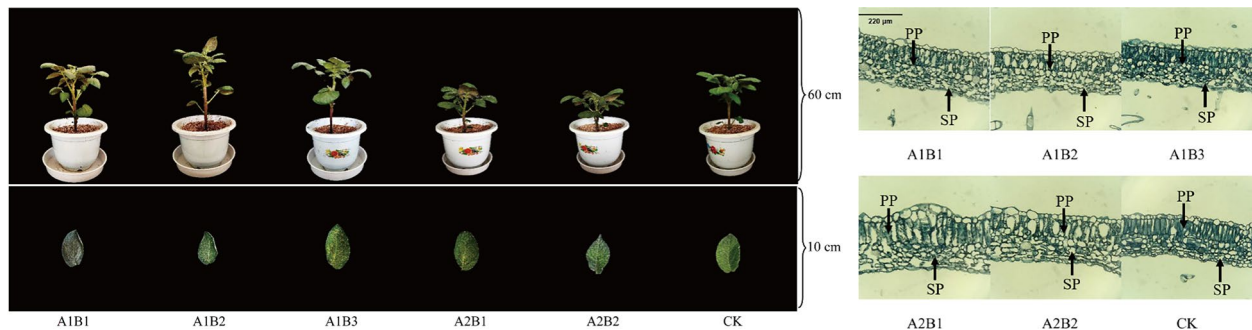 60 cm
10 cm
A1B1 A1B2 A1B3 A2B1 A2B2 CK
220 μm
PP PP PP
SP SP SP
A1B1 A1B2 A1B3
PP PP PP
SP SP SP
A2B1 A2B2 CK